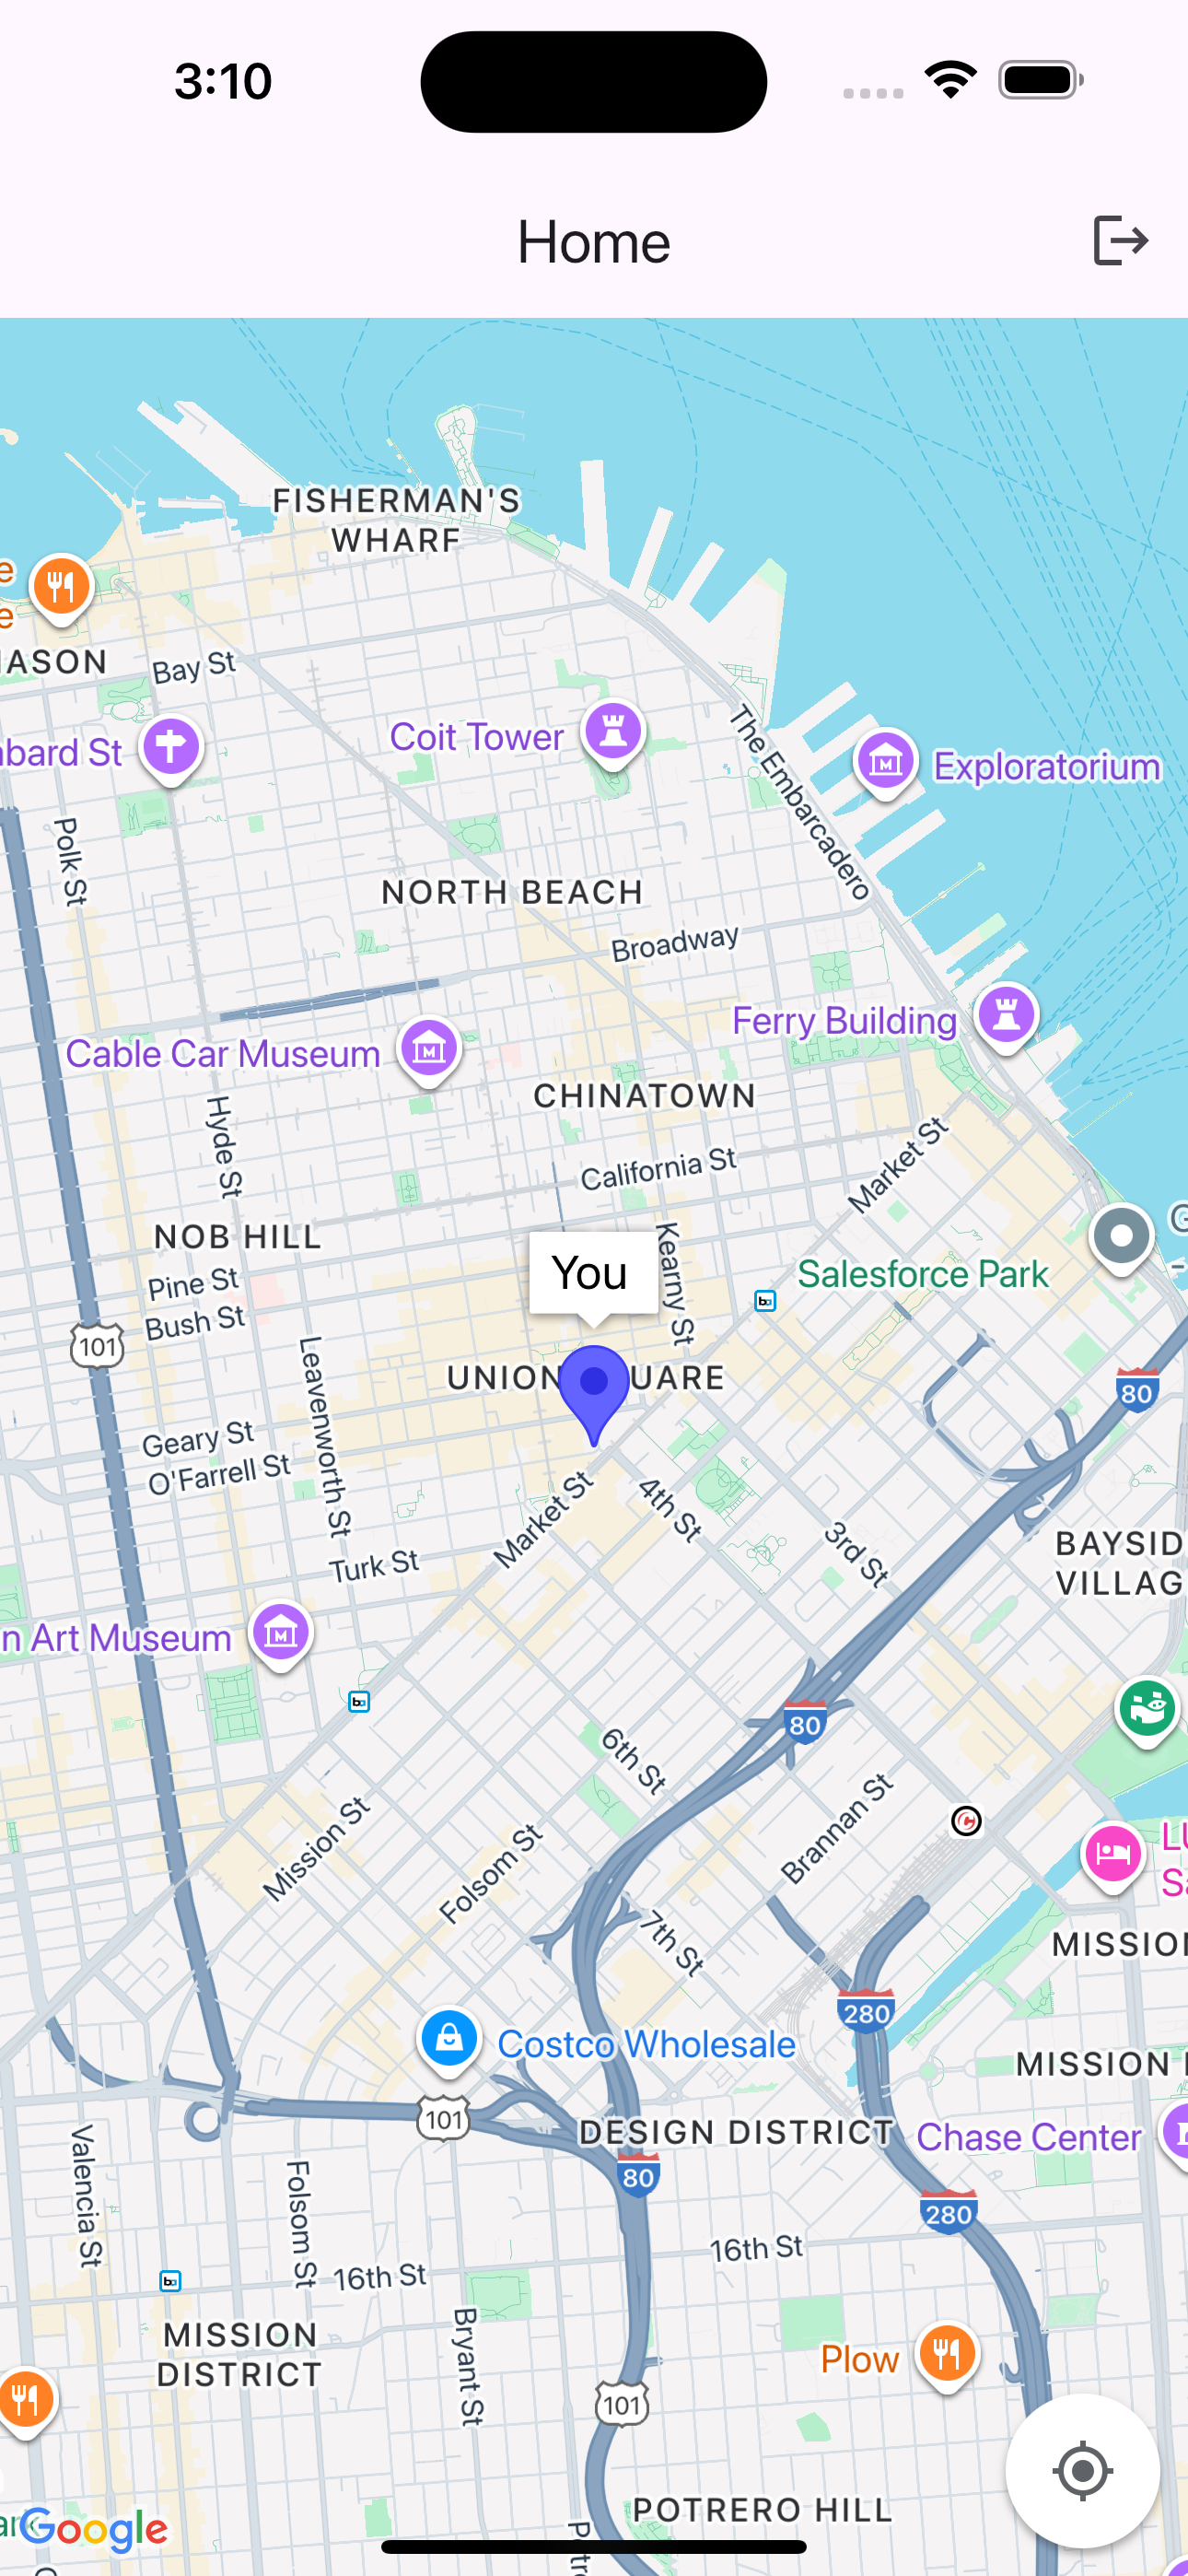 3:10
Home
FISHERMAN'S
WHARF
e
e
IASON
Bay St
Coit Tower
The Embarcadero
Exploratorium
bard St
Polk St
NORTH BEACH
Broadway
Ferry Building
Cable Car Museum
CHINATOWN
Hyde St
California St
Market St
NOB HILL
Kearny St
You
Salesforce Park
G
Pine St
Bush St
101
Leavenworth St
UNION
UARE
80
Geary St
O'Farrell St
Market St
4th St
3rd St
BAYSID
VILLAG
Turk St
n Art Museum
80
6th St
Brannan St
Mission St
Folsom St
LU
Sa
7th St
MISSION
280
Costco Wholesale
MISSION
101
DESIGN DISTRICT
Chase Center
80
Valencia St
Folsom St
280
16th St
16th St
MISSION
DISTRICT
Bryant St
Plow
101
POTRERO HILL
Google